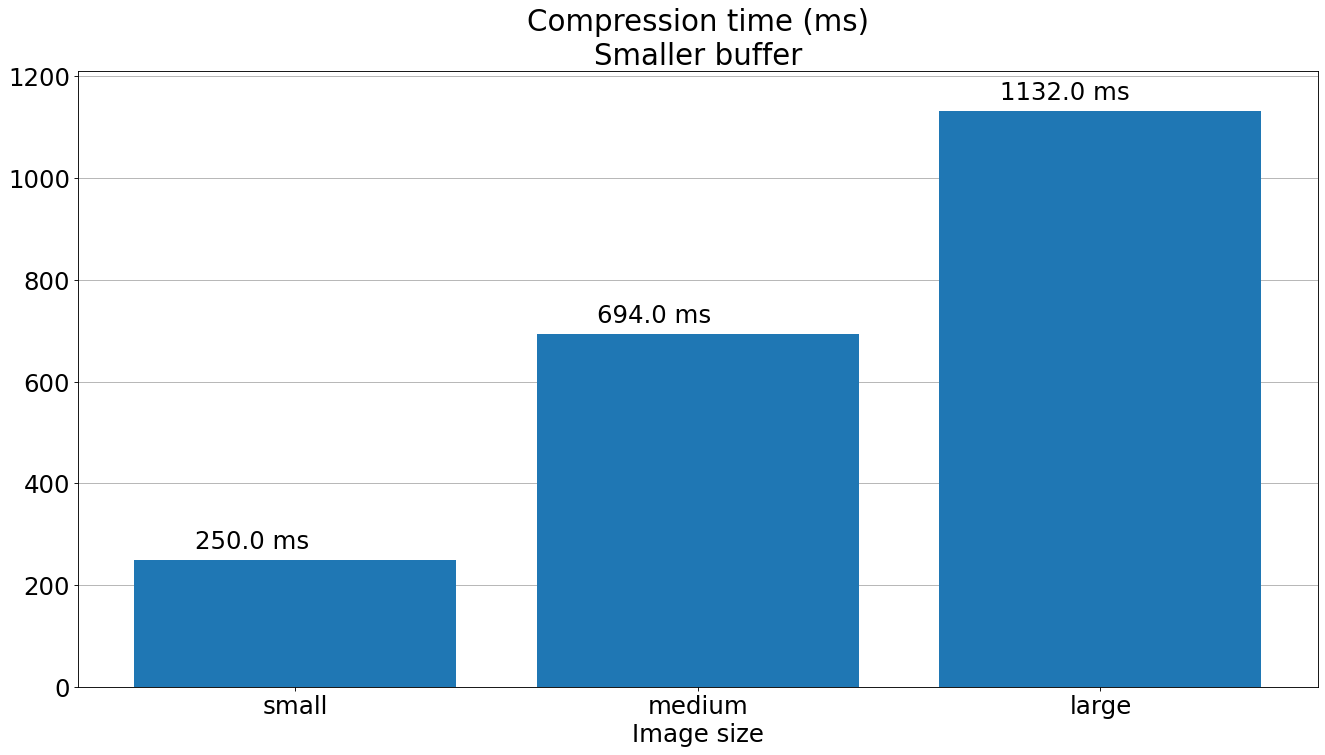 Compression time (ms)
Smaller buffer
1200
1132.0 ms
1000
800
694.0 ms
600
400
250.0 ms
200
0
small medium large
Image size